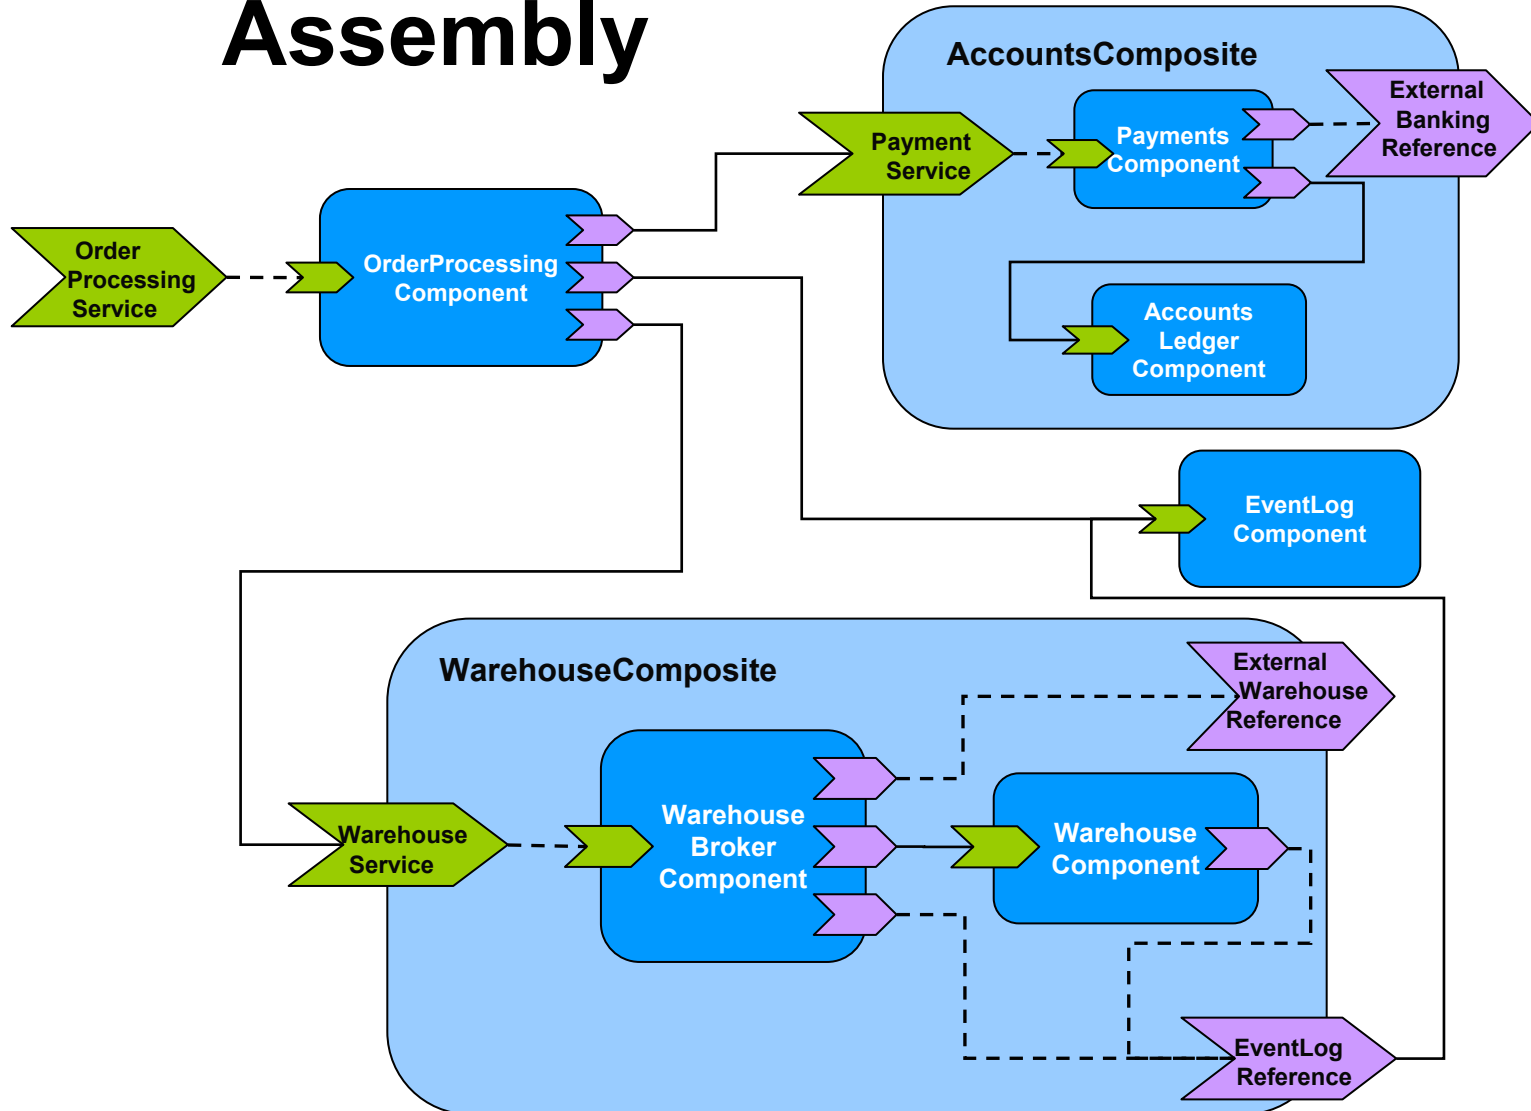 Assembly
AccountsComposite
External
Banking
Reference
Payment
Service
Payments
Component
Order
Processing
Service
OrderProcessing
Component
Accounts
Ledger
Component
EventLog
Component
WarehouseComposite
External
Warehouse
Reference
Warehouse
Service
Warehouse
Broker
Component
Warehouse
Component
EventLog
Reference